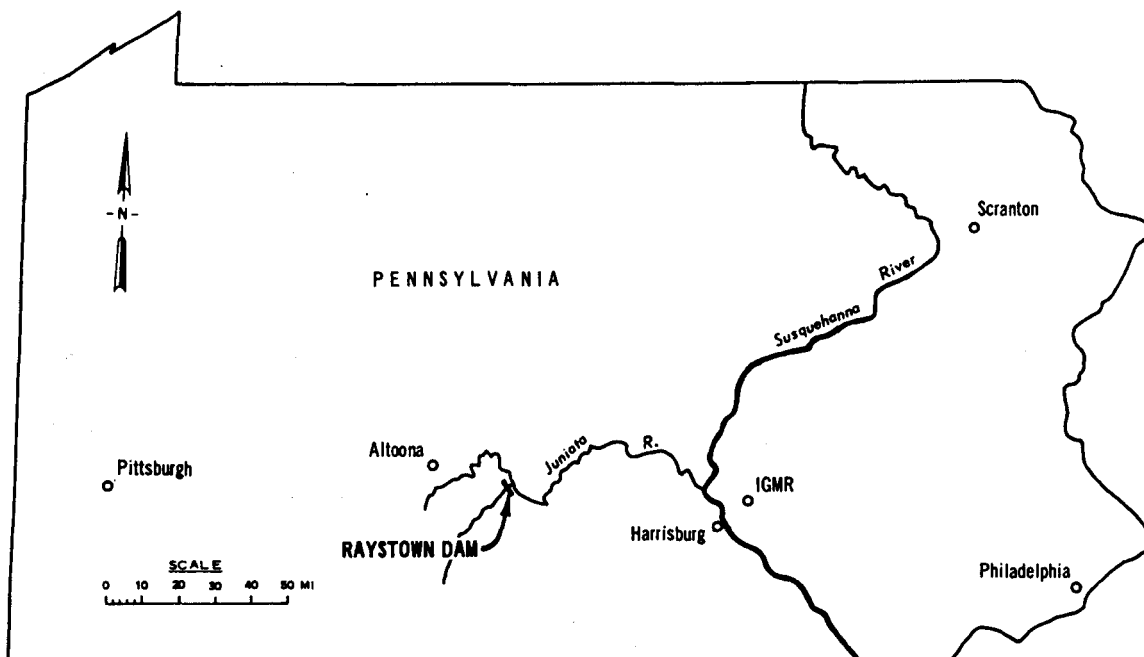 Scranton
-N-
PENNSYLVANIA
Susquehanna River
Altoona
Juniata R.
Pittsburgh
IGMR
Harrisburg
RAYSTOWN DAM
SCALE
0 10 20 30 40 50 MI
Philadelphia